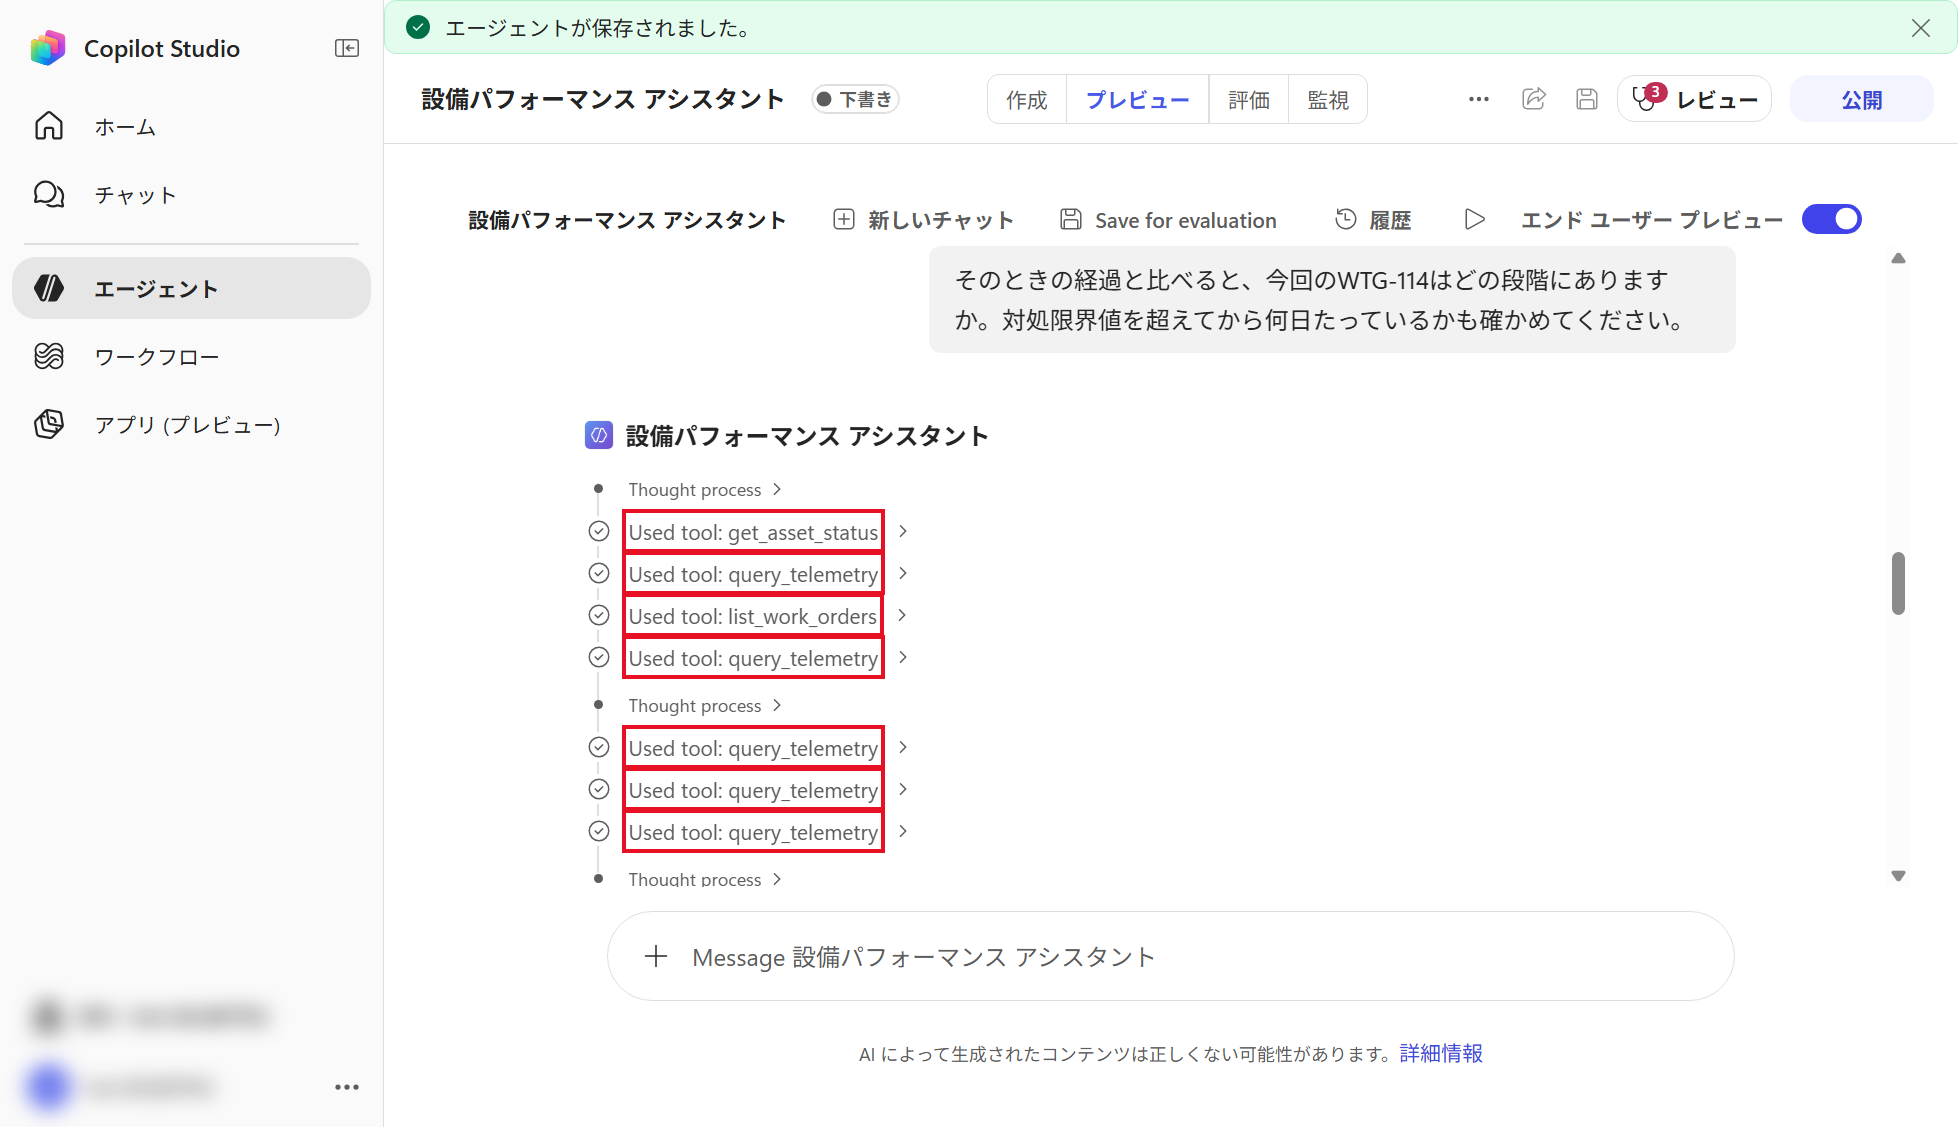 エージェントが保存されました。
Copilot Studio
ホーム
チャット
エージェント
ワークフロー
アプリ (プレビュー)
設備パフォーマンス アシスタント
下書き
作成
プレビュー
評価
監視
3
レビュー
公開
設備パフォーマンス アシスタント
新しいチャット
Save for evaluation
履歴
エンド ユーザー プレビュー
そのときの経過と比べると、今回のWTG-114はどの段階にあります
か。対処限界値を超えてから何日たっているかも確かめてください。
設備パフォーマンス アシスタント
Thought process
Used tool: get_asset_status
Used tool: query_telemetry
Used tool: list_work_orders
Used tool: query_telemetry
Thought process
Used tool: query_telemetry
Used tool: query_telemetry
Used tool: query_telemetry
Thought process
Message 設備パフォーマンス アシスタント
AI によって生成されたコンテンツは正しくない可能性があります。詳細情報